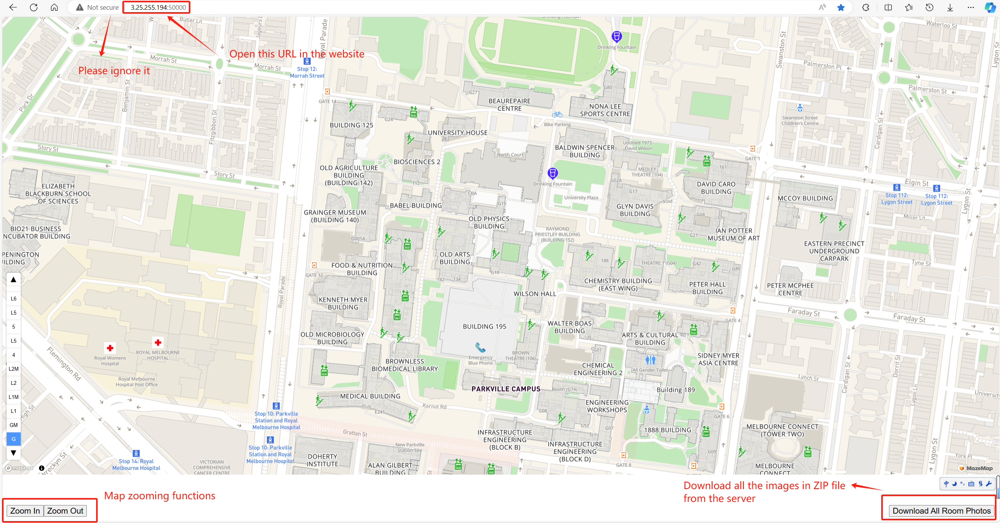 Not secure
3.25.255.194:50000
Butler Ln
Jageurs L
Royal Parade
Drinking Fountain
Waterloo St
Drinking Fountain
Open this URL in the website
Please ignore it
Morrah St
Morrah St
Stop 12:
Morrah Street
Swanston St
Palmerston Pl
Lygon St
Palmerston St
Park Dr
Benjamin St
Fitzgibbon St
GATE 14
G27
G80
BEAUREPAIRE
CENTRE
NONA LEE
SPORTS CENTRE
Bike Parking
Swanston Street
Children's Centre
Cardigan St
G24
BUILDING 125
UNIVERSITY HOUSE
G62
Story St
Story St
North Court
BALDWIN SPENCER
BUILDING
Untitled 1973 -
David Wilson
GATE 1
BIOSCIENCES 2
OLD AGRICULTURE
BUILDING
(BUILDING 142)
112
Drinking Fountain
MEDLEY
THEATRE (104)
161
G02A
G17
DAVID CARO
BUILDING
Elgin St
Stop 112:
Lygon Street
Stop 112:
Lygon Street
Lygon St
ELIZABETH
BLACKBURN SCHOOL
OF SCIENCES
CBA
G15
University Plaza
Void
MCCOY BUILDING
BABEL BUILDING
GLYN DAVIS
BUILDING
GRAINGER MUSEUM
(BUILDING 140)
OLD PHYSICS
BUILDING
G04
114
Miller Ln
BIO21 BUSINESS
NCUBATOR BUILDING
G001A
RAYMOND
PRIESTLEY BUILDING
(BUILDING 152)
G21
IAN POTTER
MUSEUM OF ART
EASTERN PRECINCT
UNDERGROUND
CARPARK
PENINGTON
UILDING
OLD ARTS
BUILDING
188
THEATRE 1 (G04)
G42
G80
Tyne St
FOOD & NUTRITION
BUILDING
GATE 12
G10
142
134
CHEMISTRY BUILDING
(EAST WING)
PETER HALL
BUILDING
PETER MCPHEE
CENTRE
Royal Parade
WILSON HALL
KENNETH MYER
BUILDING
L6
L5
5
L5
4
L2M
L2
L1M
L1
GM
G
Faraday St
Faraday St
GATE 4
BUILDING 195
WALTER BOAS
BUILDING
OLD MICROBIOLOGY
BUILDING
ARTS & CULTURAL
BUILDING
Flemington Rd
Royal Womens
Hospital
ROYAL MELBOURNE
HOSPITAL
Emergency
Blue Phone
BROWN
THEATRE (106)
G01
SIDNEY MYER
ASIA CENTRE
BROWNLESS
BIOMEDICAL LIBRARY
CHEMICAL
ENGINEERING 2
All Gender Toilet
Dorrit St
Cardigan St
Lynch St
Royal Melbourne
Hospital Post Office
PARKVILLE CAMPUS
Booth (G74)
Building 189
Lygon Ln
University
MEDICAL BUILDING
Kernot Rd
E241
ENGINEERING
WORKSHOPS
G08
High St
Stop 10: Parkville
Station and Royal
Melbourne Hospital
G52
G07
GATE 6
1888 BUILDING
MELBOURNE CONNECT
(TOWER TWO)
Grattan St
INFRASTRUCTURE
ENGINEERING
(BLOCK B)
INFRASTRUCTURE
ENGINEERING
(BLOCK D)
New Parkville
Station Site
Stop 10: Parkville
Station and Royal
Melbourne Hospital
DOHERTY
INSTITUTE
G09
Lygon St
York Pl
Stop 14: Royal
Melbourne Hospital
VICTORIAN
COMPREHENSIVE
CANCER CENTRE
ALAN GILBERT
BUILDING
GATE 8
MELBOURNE
CONNECT
Wreckyn St
mapbox
MazeMap
Map zooming functions
Download all the images in ZIP file
from the server
中
Zoom In
Zoom Out
Download All Room Photos